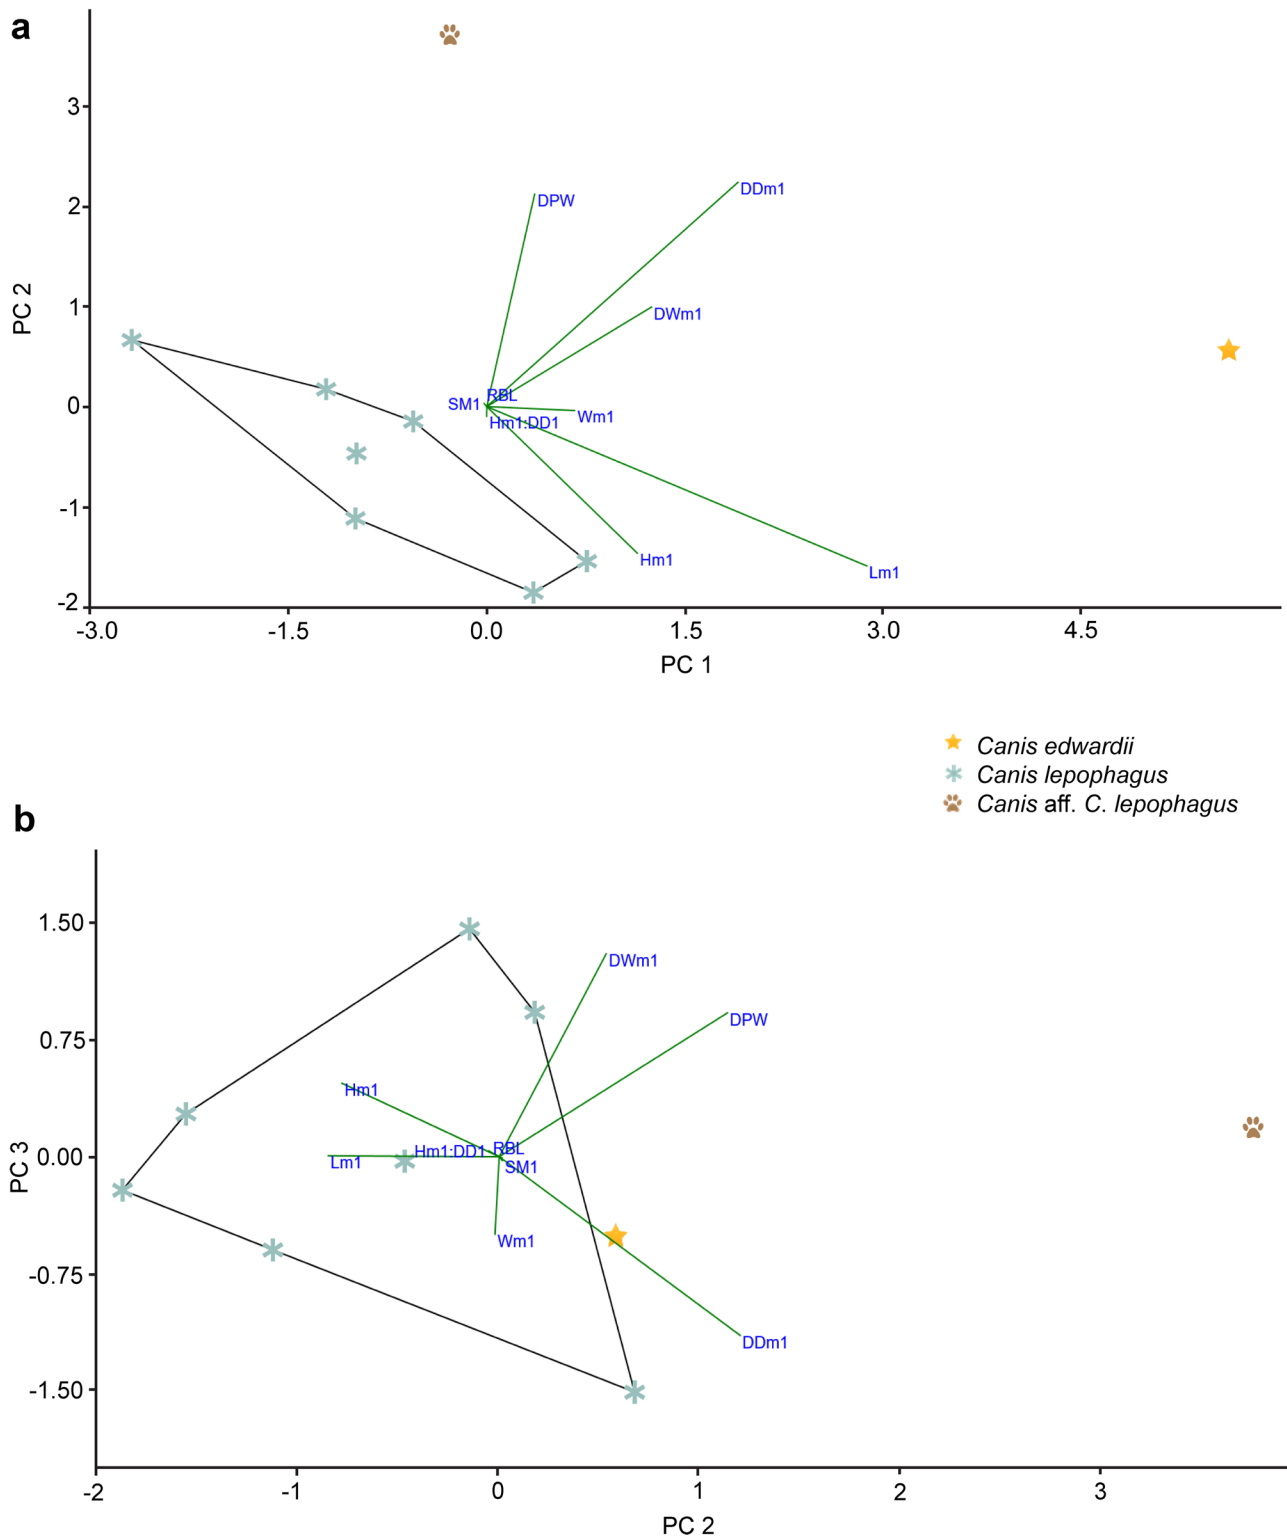 a
3
2
1
0
-1
-2
PC 2
DPW
DDm1
DWm1
RBL
SM1
Hm1:DD1
Wm1
Hm1
Lm1
-3.0 -1.5 0.0 1.5 3.0 4.5
PC 1
Canis edwardii
Canis lepophagus
Canis aff. C. lepophagus
b
1.50
0.75
0.00
-0.75
-1.50
PC 3
DWm1
DPW
Hm1
Hm1:DD1
RBL
Lm1
SM1
Wm1
DDm1
-2 -1 0 1 2 3
PC 2